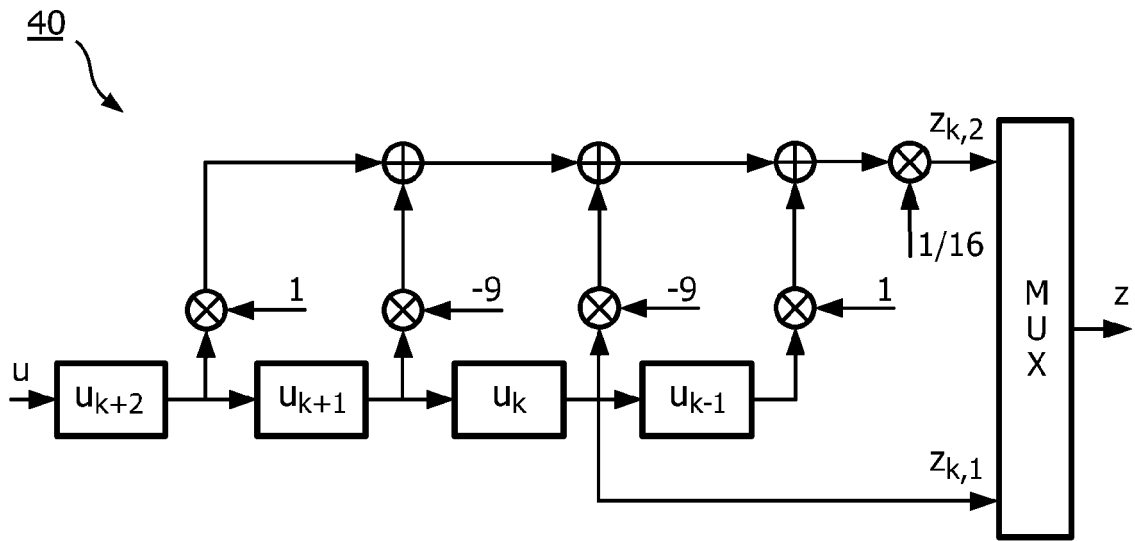 40
z_{k,2}
1/16
1
-9
-9
1
M
U
X
z
u
u_{k+2}
u_{k+1}
u_k
u_{k-1}
z_{k,1}